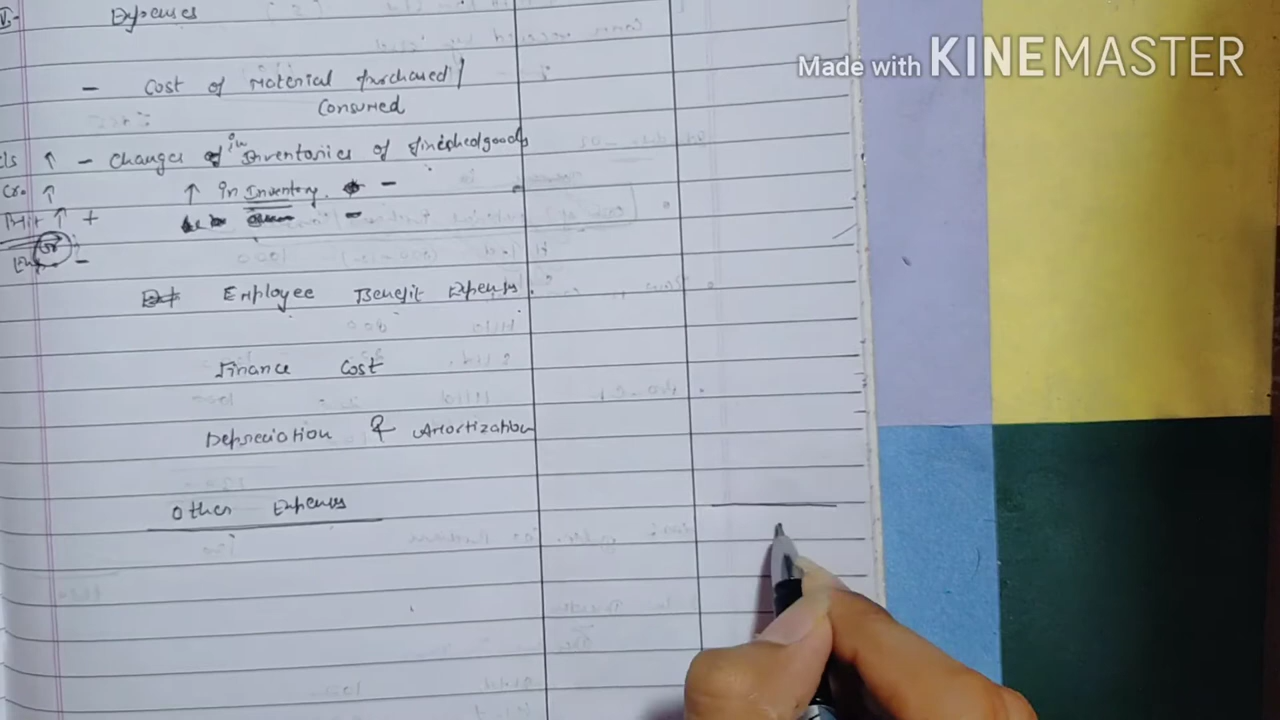 Made with KINEMASTER
V:- Expenses
- Cost of Material purchased /
Consumed
↑ - Changes in Inventories of finished goods
Cr. ↑ ↑ in Inventory. -
↑ + -
-
Employee Benefit Expenses.
Finance Cost
Depreciation & Amortization
Other Expenses